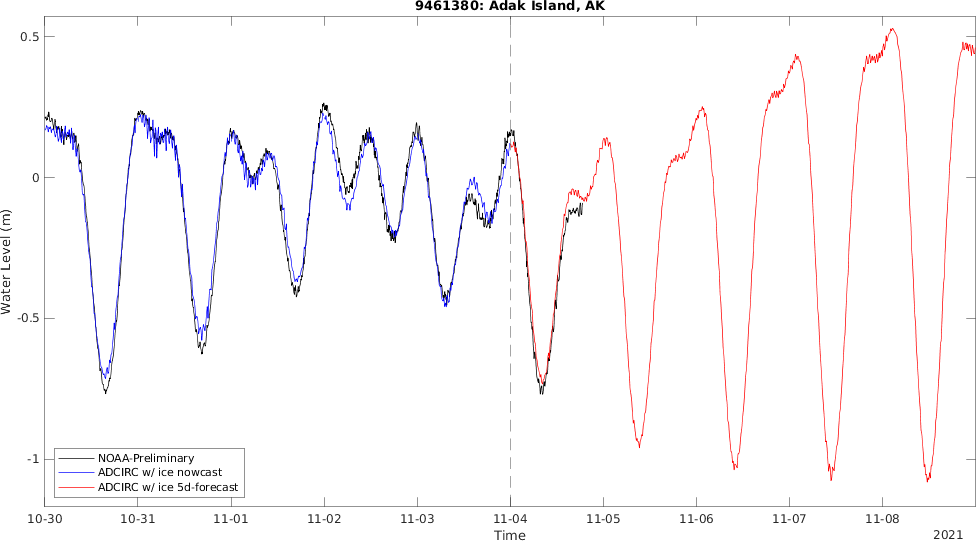 9461380: Adak Island, AK
Water Level (m)
0.5
0
-0.5
-1
NOAA-Preliminary
ADCIRC w/ ice nowcast
ADCIRC w/ ice 5d-forecast
10-30 10-31 11-01 11-02 11-03 11-04 11-05 11-06 11-07 11-08
Time
2021